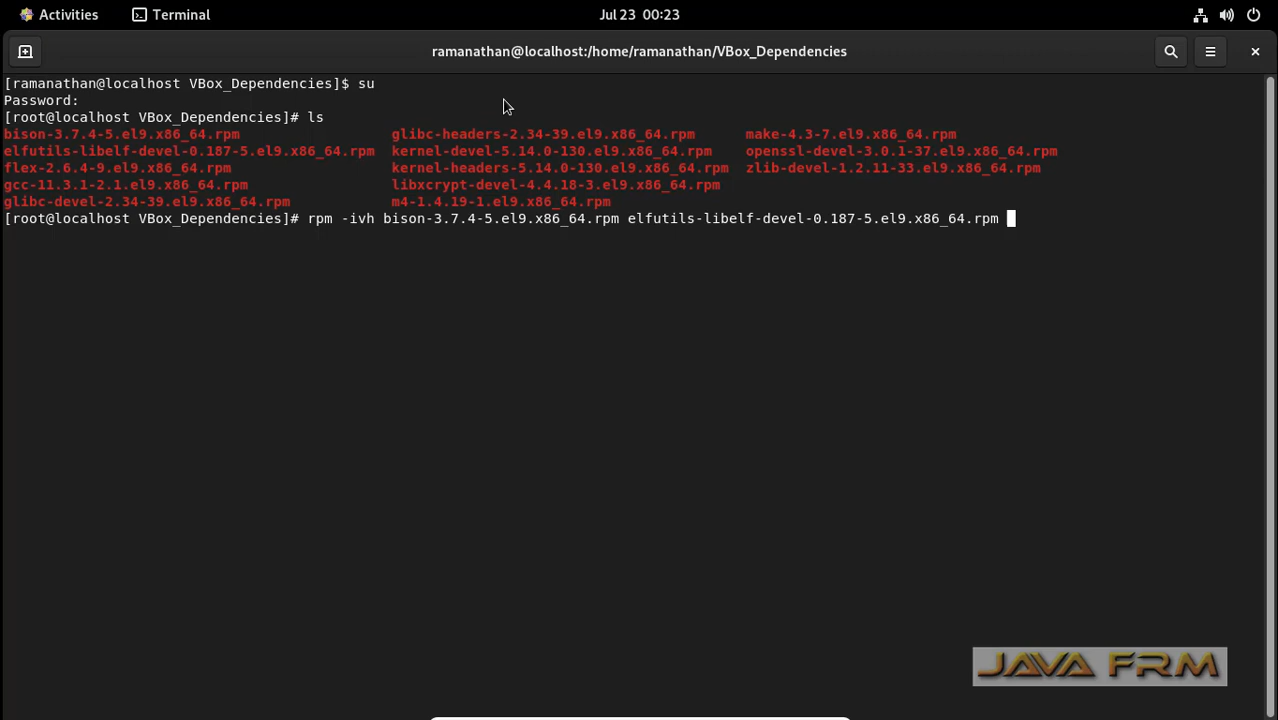 Activities Terminal Jul 23 00:23
ramanathan@localhost:/home/ramanathan/VBox_Dependencies
[ramanathan@localhost VBox_Dependencies]$ su
Password:
[root@localhost VBox_Dependencies]# ls
bison-3.7.4-5.el9.x86_64.rpm glibc-headers-2.34-39.el9.x86_64.rpm make-4.3-7.el9.x86_64.rpm
elfutils-libelf-devel-0.187-5.el9.x86_64.rpm kernel-devel-5.14.0-130.el9.x86_64.rpm openssl-devel-3.0.1-37.el9.x86_64.rpm
flex-2.6.4-9.el9.x86_64.rpm kernel-headers-5.14.0-130.el9.x86_64.rpm zlib-devel-1.2.11-33.el9.x86_64.rpm
gcc-11.3.1-2.1.el9.x86_64.rpm libxcrypt-devel-4.4.18-3.el9.x86_64.rpm
glibc-devel-2.34-39.el9.x86_64.rpm m4-1.4.19-1.el9.x86_64.rpm
[root@localhost VBox_Dependencies]# rpm -ivh bison-3.7.4-5.el9.x86_64.rpm elfutils-libelf-devel-0.187-5.el9.x86_64.rpm
JAVA FRM